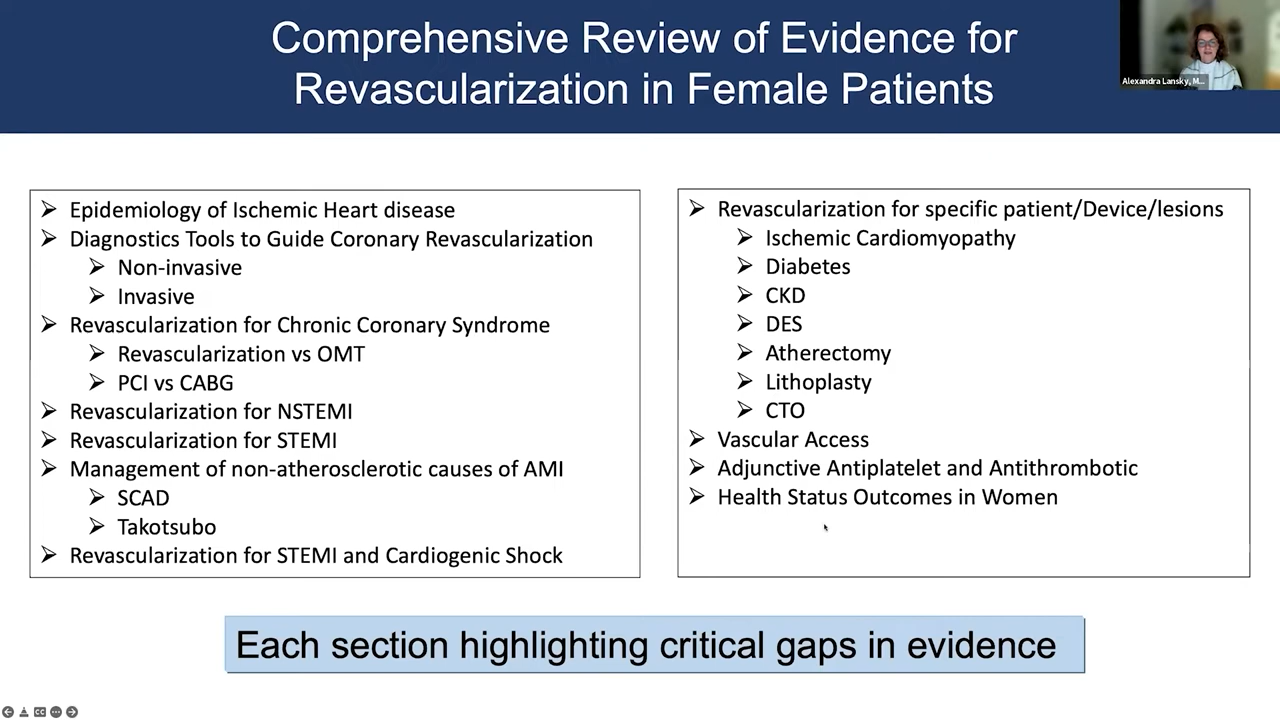 Comprehensive Review of Evidence for
Revascularization in Female Patients
Alexandra Lansky, M...
➢ Epidemiology of Ischemic Heart disease
➢ Diagnostics Tools to Guide Coronary Revascularization
➢ Non-invasive
➢ Invasive
➢ Revascularization for Chronic Coronary Syndrome
➢ Revascularization vs OMT
➢ PCI vs CABG
➢ Revascularization for NSTEMI
➢ Revascularization for STEMI
➢ Management of non-atherosclerotic causes of AMI
➢ SCAD
➢ Takotsubo
➢ Revascularization for STEMI and Cardiogenic Shock
➢ Revascularization for specific patient/Device/lesions
➢ Ischemic Cardiomyopathy
➢ Diabetes
➢ CKD
➢ DES
➢ Atherectomy
➢ Lithoplasty
➢ CTO
➢ Vascular Access
➢ Adjunctive Antiplatelet and Antithrombotic
➢ Health Status Outcomes in Women
Each section highlighting critical gaps in evidence